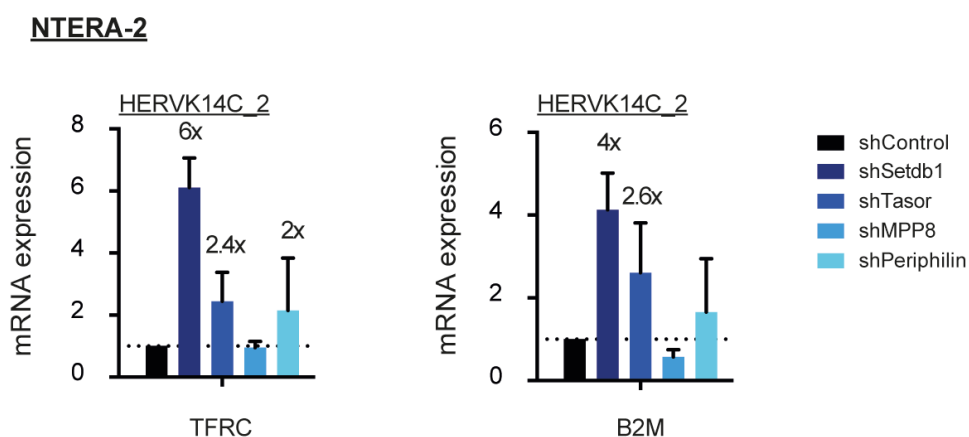 NTERA-2
HERVK14C_2
mRNA expression
8
6
4
2
0
6x
2.4x
2x
TFRC
HERVK14C_2
mRNA expression
6
4
2
0
4x
2.6x
B2M
shControl
shSetdb1
shTasor
shMPP8
shPeriphilin